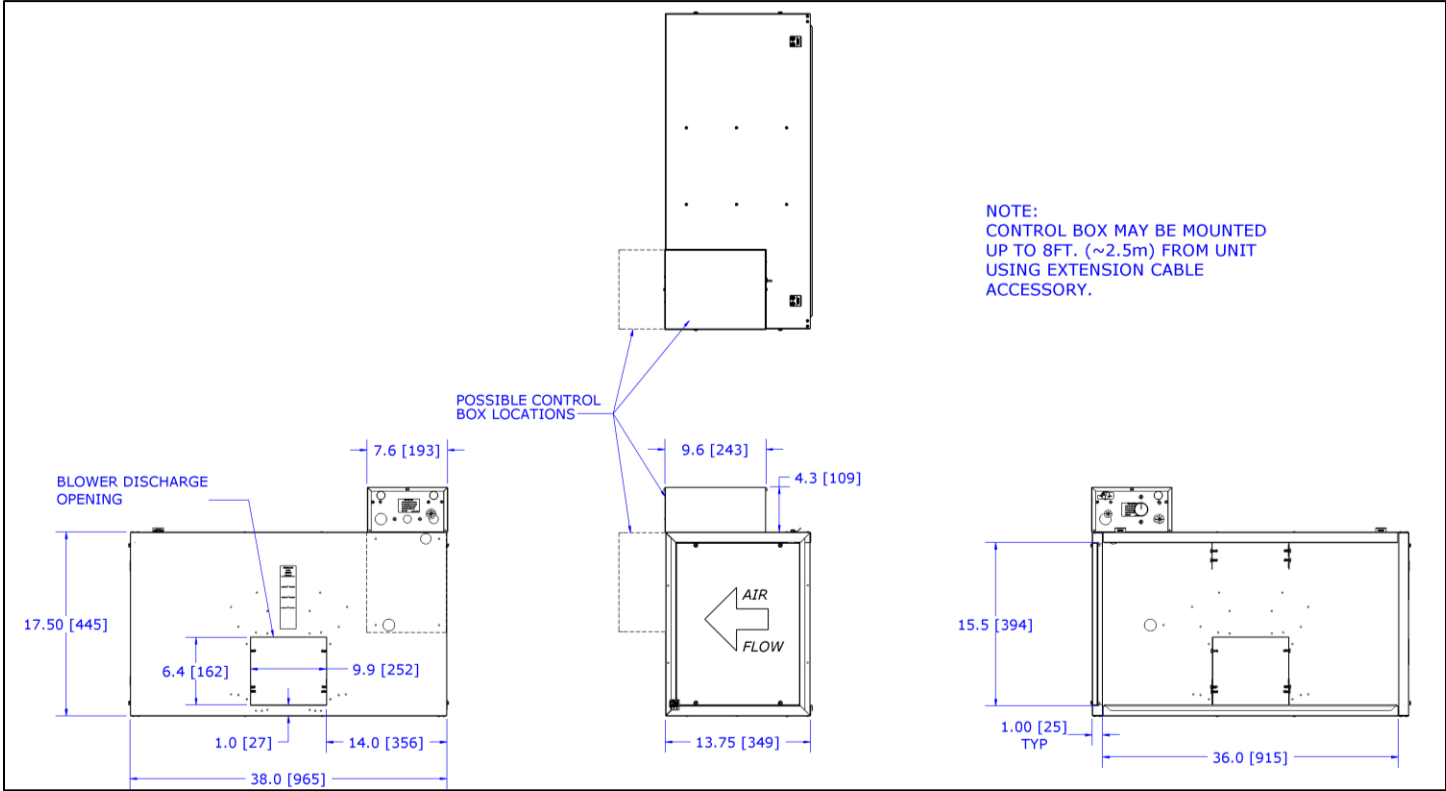 NOTE:
CONTROL BOX MAY BE MOUNTED
UP TO 8FT. (~2.5m) FROM UNIT
USING EXTENSION CABLE
ACCESSORY.
POSSIBLE CONTROL
BOX LOCATIONS
7.6 [193]
9.6 [243]
4.3 [109]
BLOWER DISCHARGE
OPENING
17.50 [445]
6.4 [162]
9.9 [252]
1.0 [27]
14.0 [356]
38.0 [965]
AIR
FLOW
13.75 [349]
15.5 [394]
1.00 [25]
TYP
36.0 [915]